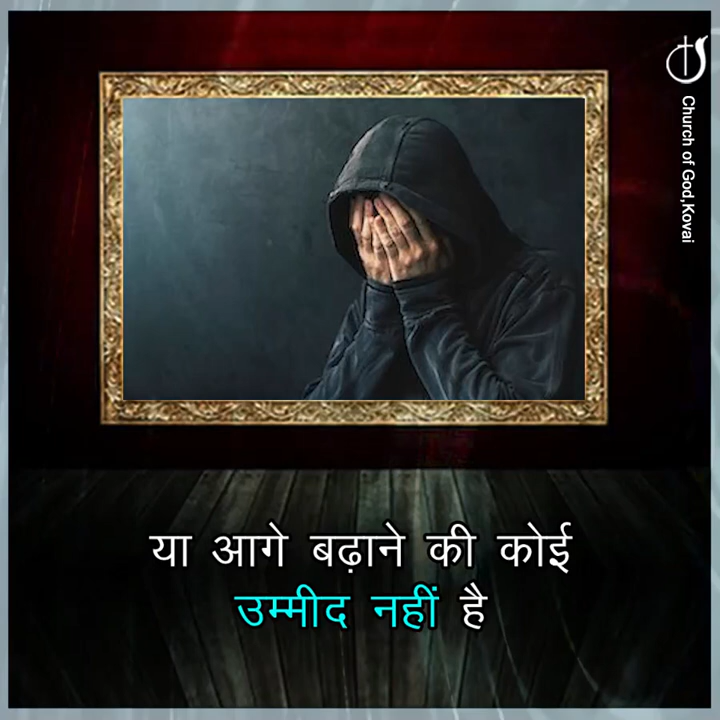 Church of God,Kovai
या आगे बढ़ाने की कोई
उम्मीद नहीं है